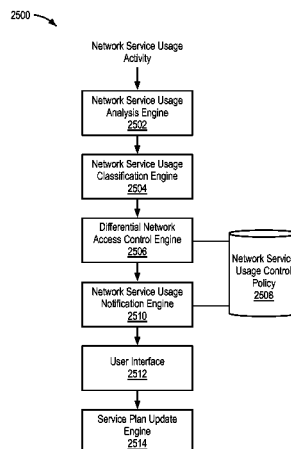 2500
Network Service Usage
Activity
Network Service Usage
Analysis Engine
2502
Network Service Usage
Classification Engine
2504
Differential Network
Access Control Engine
2506
Network Service
Usage Control
Policy
2508
Network Service Usage
Notification Engine
2510
User Interface
2512
Service Plan Update
Engine
2514